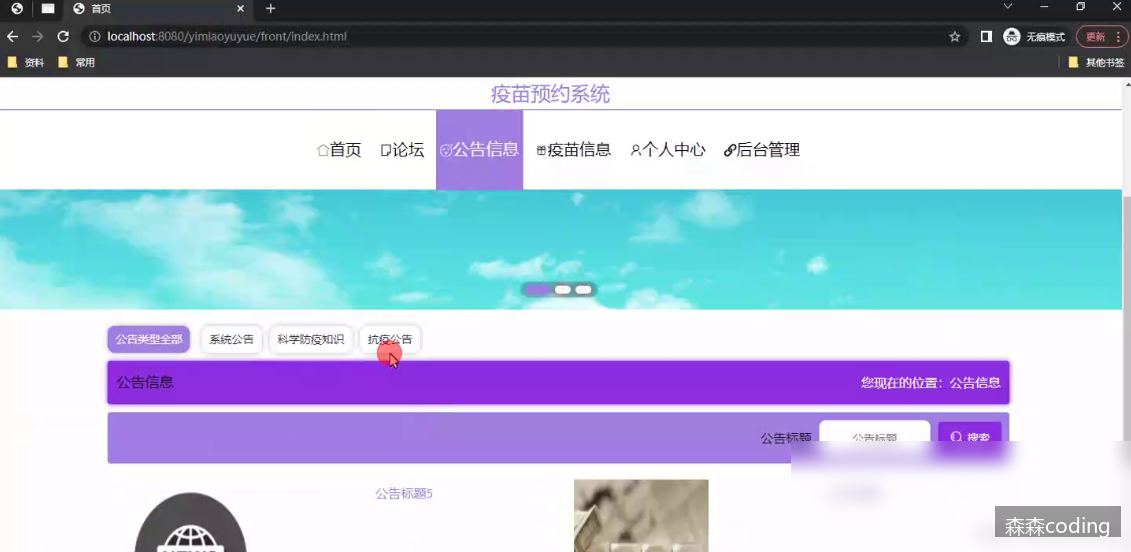 首页
localhost:8080/yimiaoyuyue/front/index.html
无痕模式
更新
资料
常用
其他书签
疫苗预约系统
首页 论坛 公告信息 疫苗信息 个人中心 后台管理
公告类型全部 系统公告 科学防疫知识 抗疫公告
公告信息 您现在的位置：公告信息
公告标题 公告标题 搜索
公告标题5
NEWS
森森coding